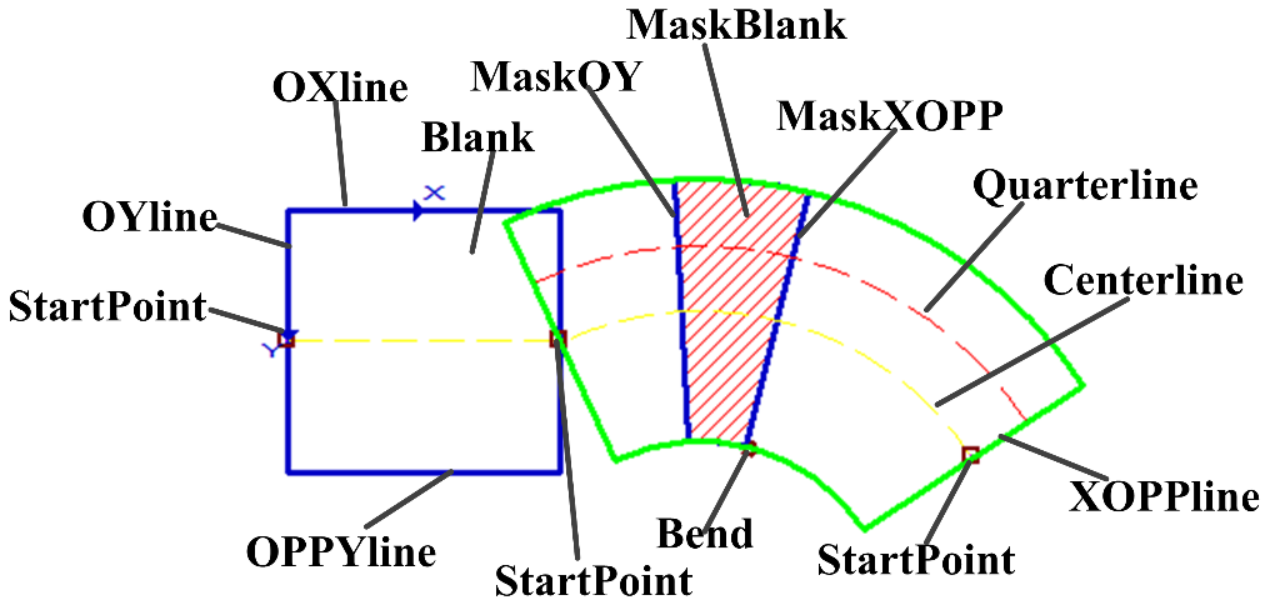 MaskBlank
MaskOY
OXline
MaskXOPP
Blank
Quarterline
X
OYline
Centerline
StartPoint
Y
XOPPline
Bend
OPPYline
StartPoint
StartPoint